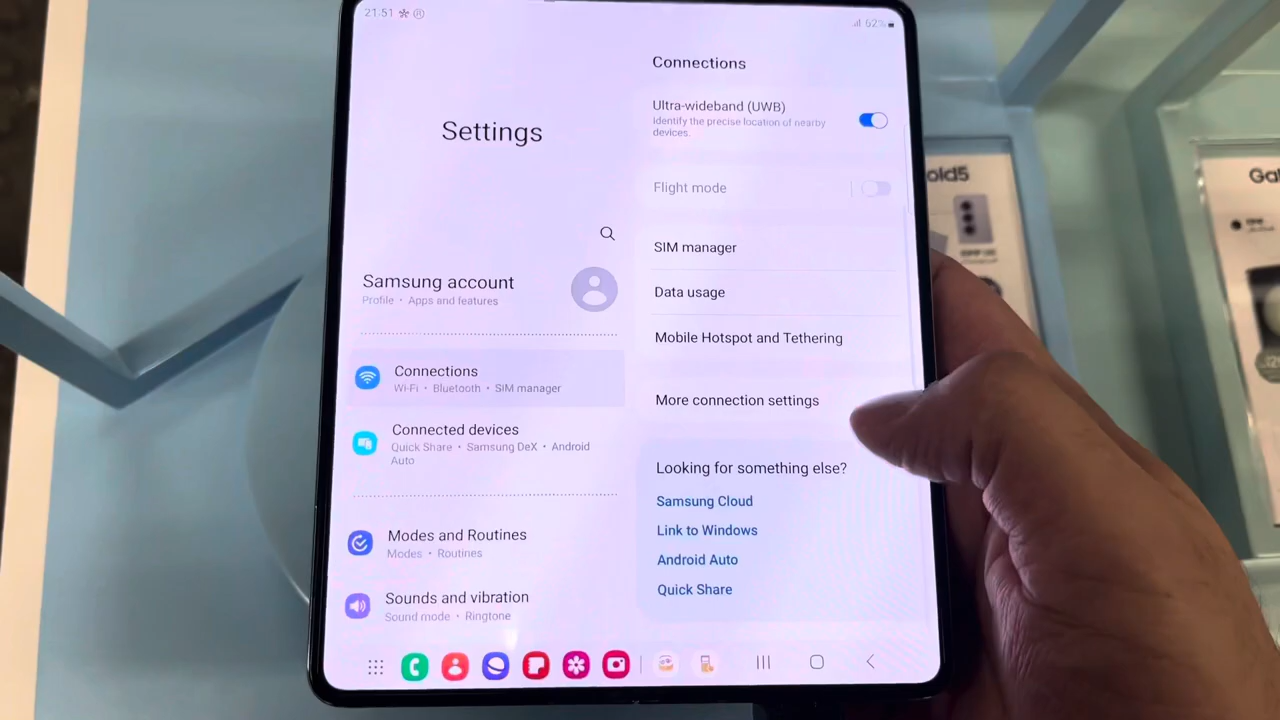 21.51
62%
Settings
Samsung account
Profile • Apps and features
Connections
Wi-Fi • Bluetooth • SIM manager
Connected devices
Quick Share • Samsung DeX • Android
Auto
Modes and Routines
Modes • Routines
Sounds and vibration
Sound mode • Ringtone
Connections
Ultra-wideband (UWB)
Identify the precise location of nearby
devices.
Flight mode
SIM manager
Data usage
Mobile Hotspot and Tethering
More connection settings
Looking for something else?
Samsung Cloud
Link to Windows
Android Auto
Quick Share
old5
Gal